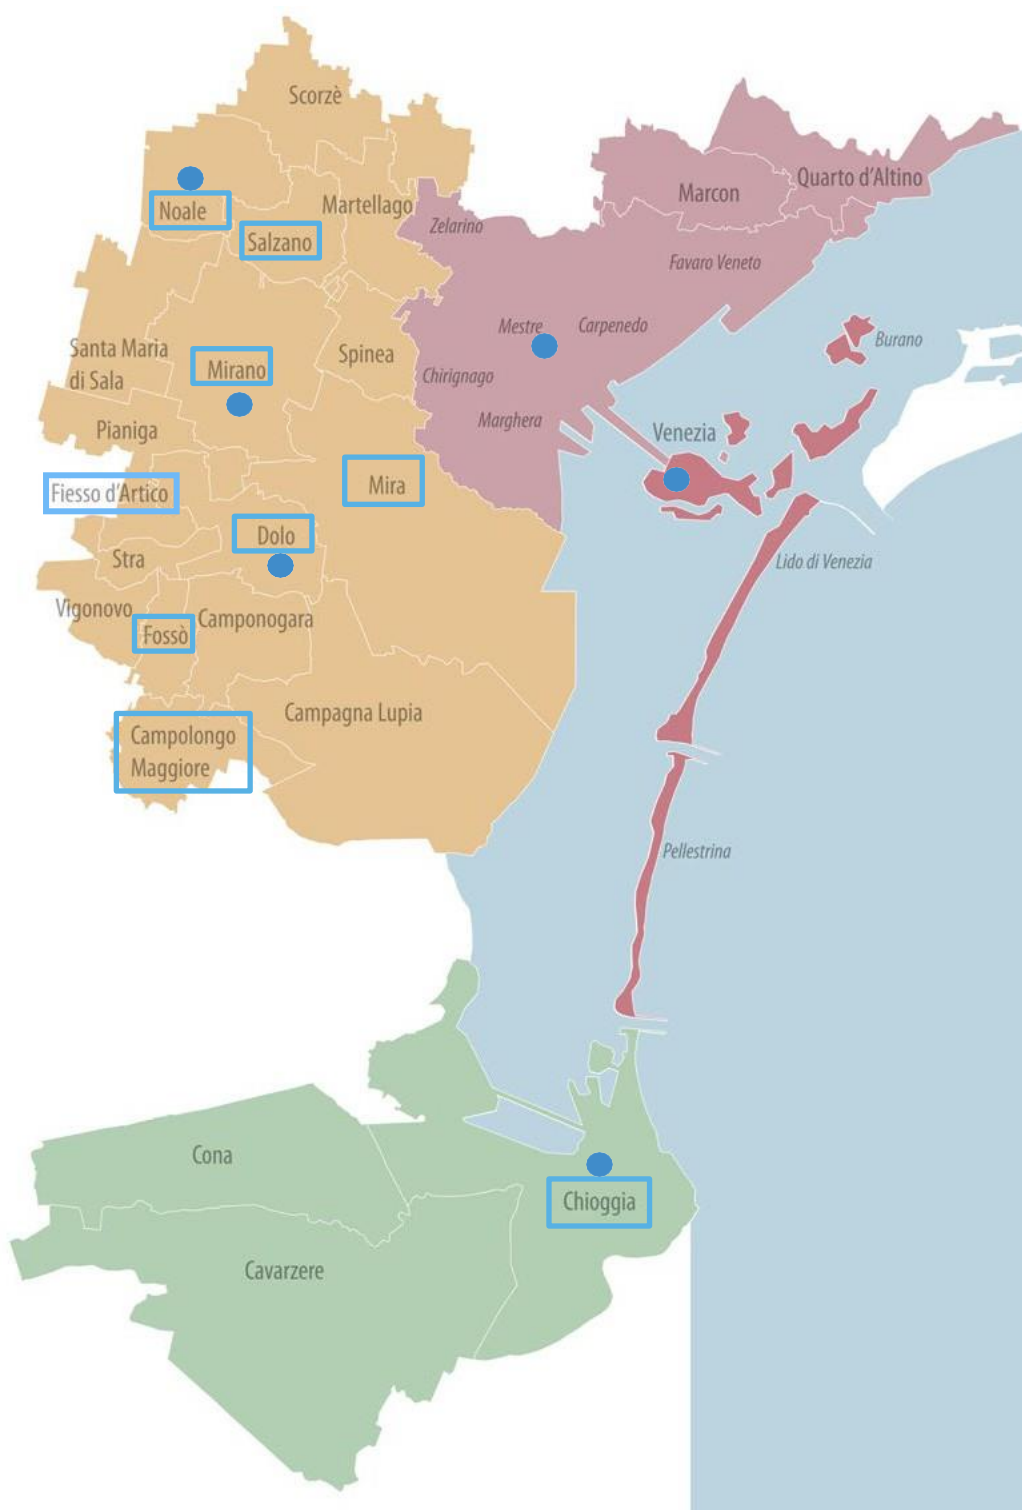 Scorzè
Noale
Martellago
Salzano
Zelarino
Marcon
Quarto d'Altino
Favaro Veneto
Mestre
Carpenedo
Burano
Santa Maria
di Sala
Mirano
Spinea
Chirignago
Pianiga
Marghera
Venezia
Fiesso d'Artico
Mira
Dolo
Stra
Lido di Venezia
Vigonovo
Fossò
Camponogara
Campagna Lupia
Campolongo
Maggiore
Pellestrina
Cona
Chioggia
Cavarzere